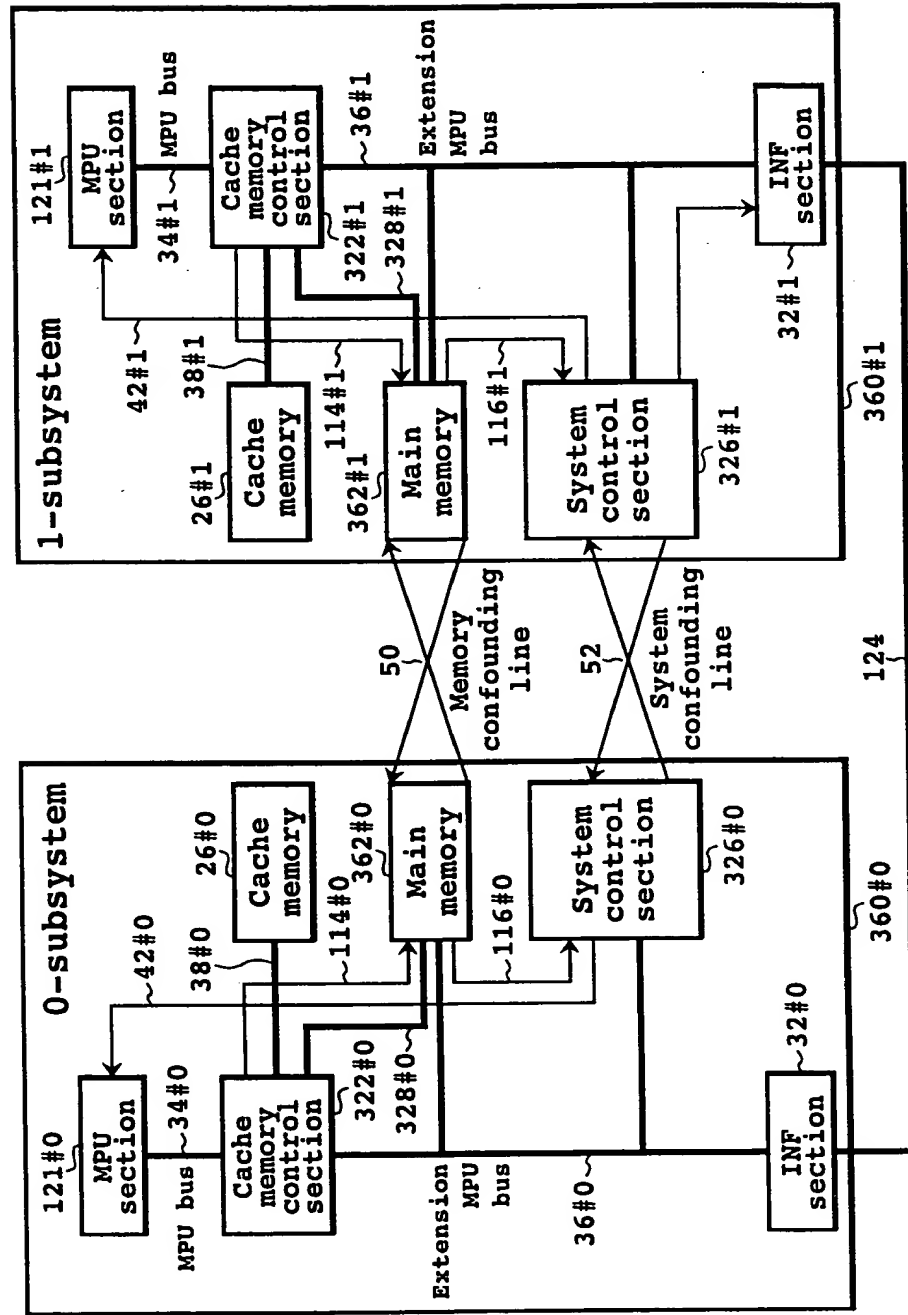 0-subsystem
121#0
MPU
section
MPU bus
34#0
42#0
Cache
memory
control
section
322#0
38#0
26#0
Cache
memory
114#0
328#0
362#0
Main
memory
Extension
MPU
bus
116#0
System
control
section
326#0
36#0
INF
section
32#0
360#0
50
Memory
confounding
line
52
System
confounding
line
124
1-subsystem
121#1
MPU
section
MPU bus
34#1
42#1
Cache
memory
control
section
322#1
38#1
26#1
Cache
memory
114#1
328#1
36#1
362#1
Main
memory
Extension
MPU
bus
116#1
System
control
section
326#1
INF
section
32#1
360#1